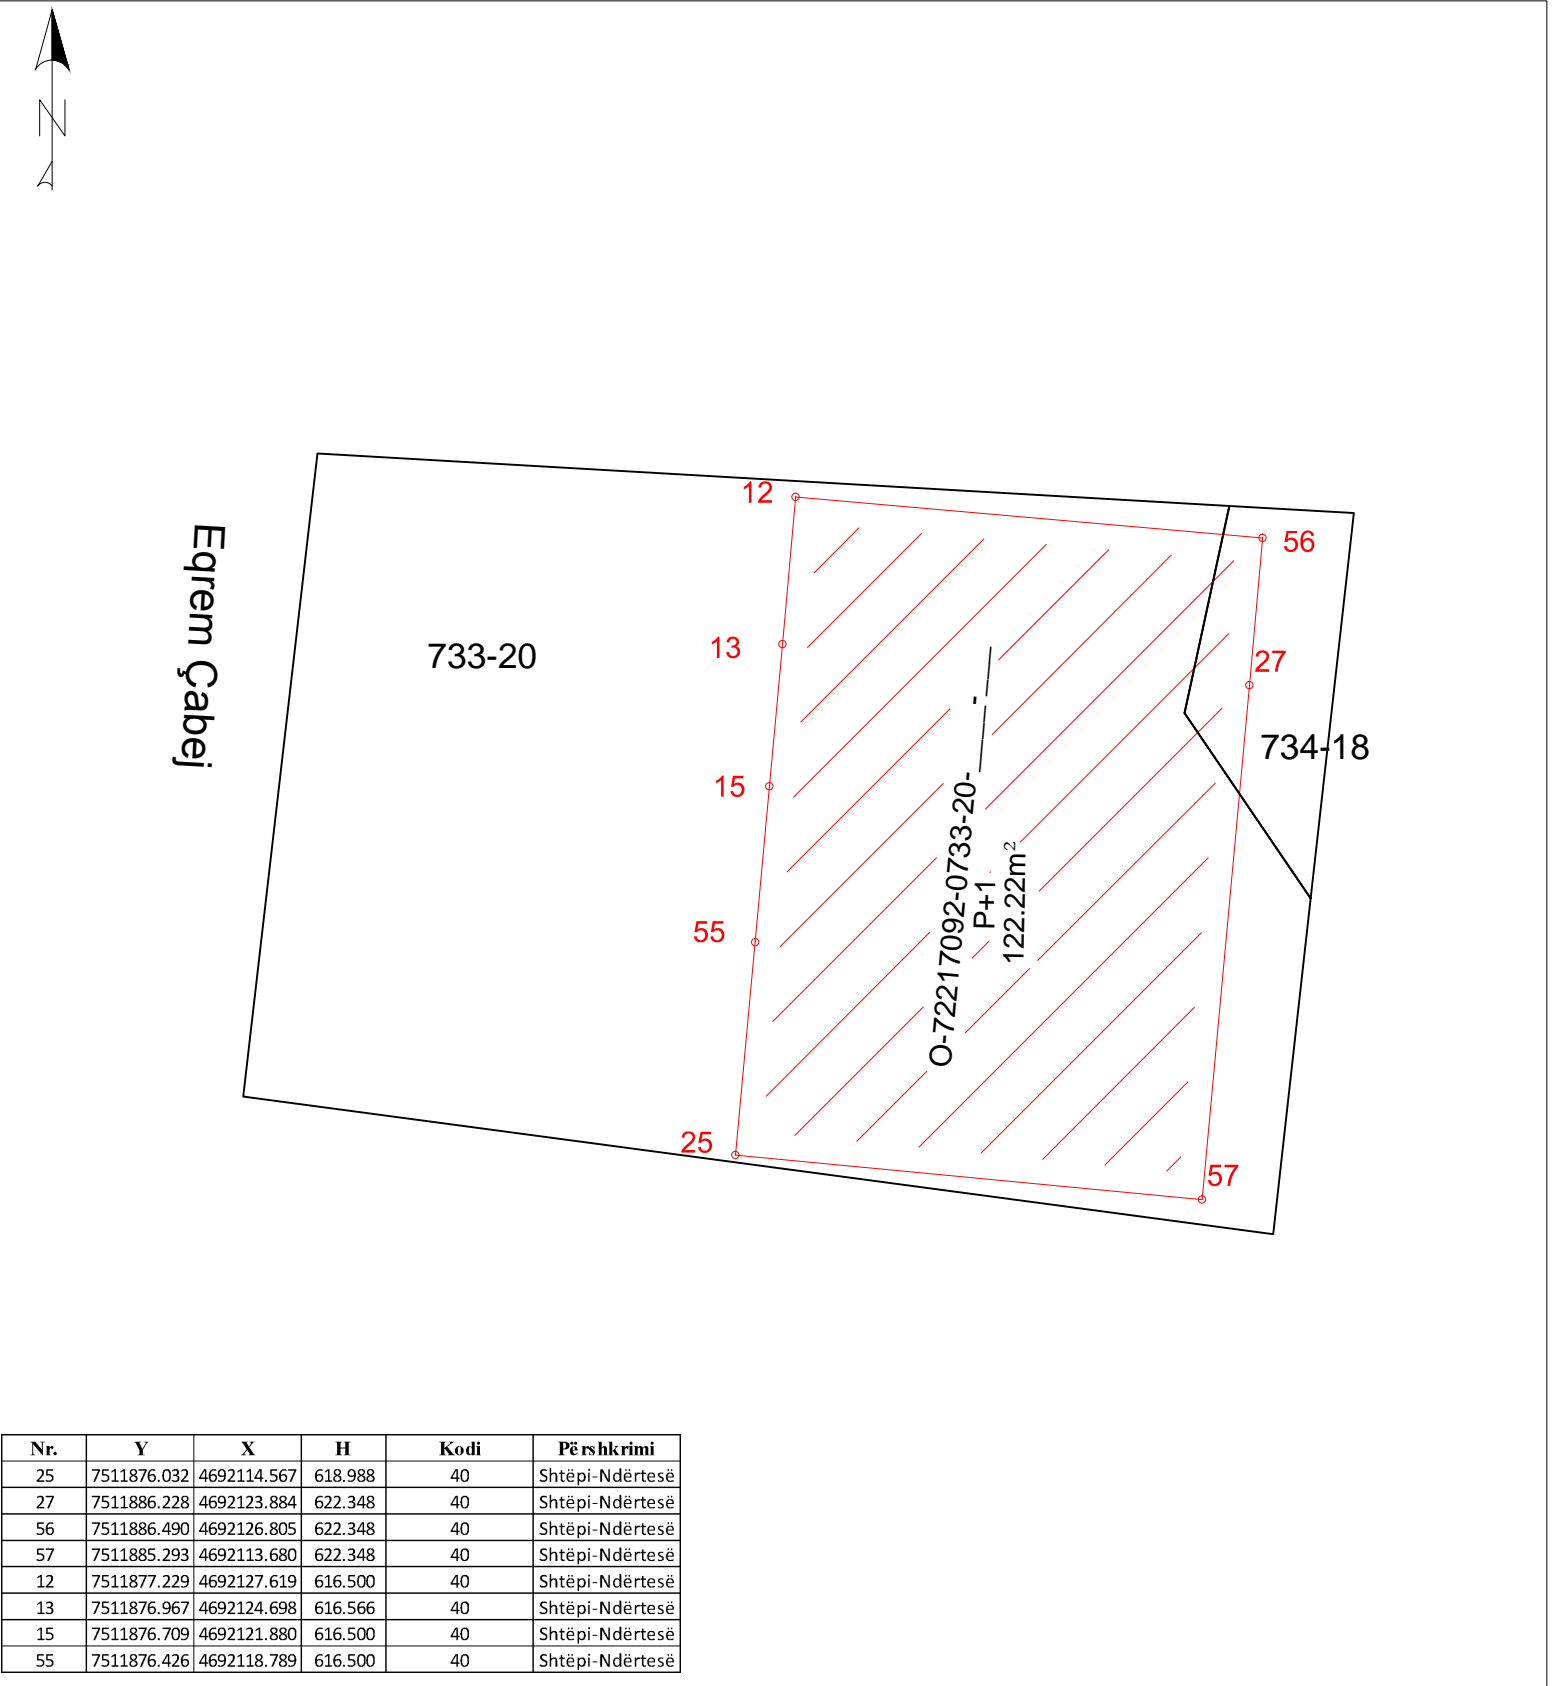 N
12
56
Eqrem Çabej
733-20
13
27
734-18
15
O-72217092-0733-20-_____-___
P+1
122.22m²
55
25
57
Nr. Y X H Kodi Përshkrimi
25 7511876.032 4692114.567 618.988 40 Shtëpi-Ndërtesë
27 7511886.228 4692123.884 622.348 40 Shtëpi-Ndërtesë
56 7511886.490 4692126.805 622.348 40 Shtëpi-Ndërtesë
57 7511885.293 4692113.680 622.348 40 Shtëpi-Ndërtesë
12 7511877.229 4692127.619 616.500 40 Shtëpi-Ndërtesë
13 7511876.967 4692124.698 616.566 40 Shtëpi-Ndërtesë
15 7511876.709 4692121.880 616.500 40 Shtëpi-Ndërtesë
55 7511876.426 4692118.789 616.500 40 Shtëpi-Ndërtesë